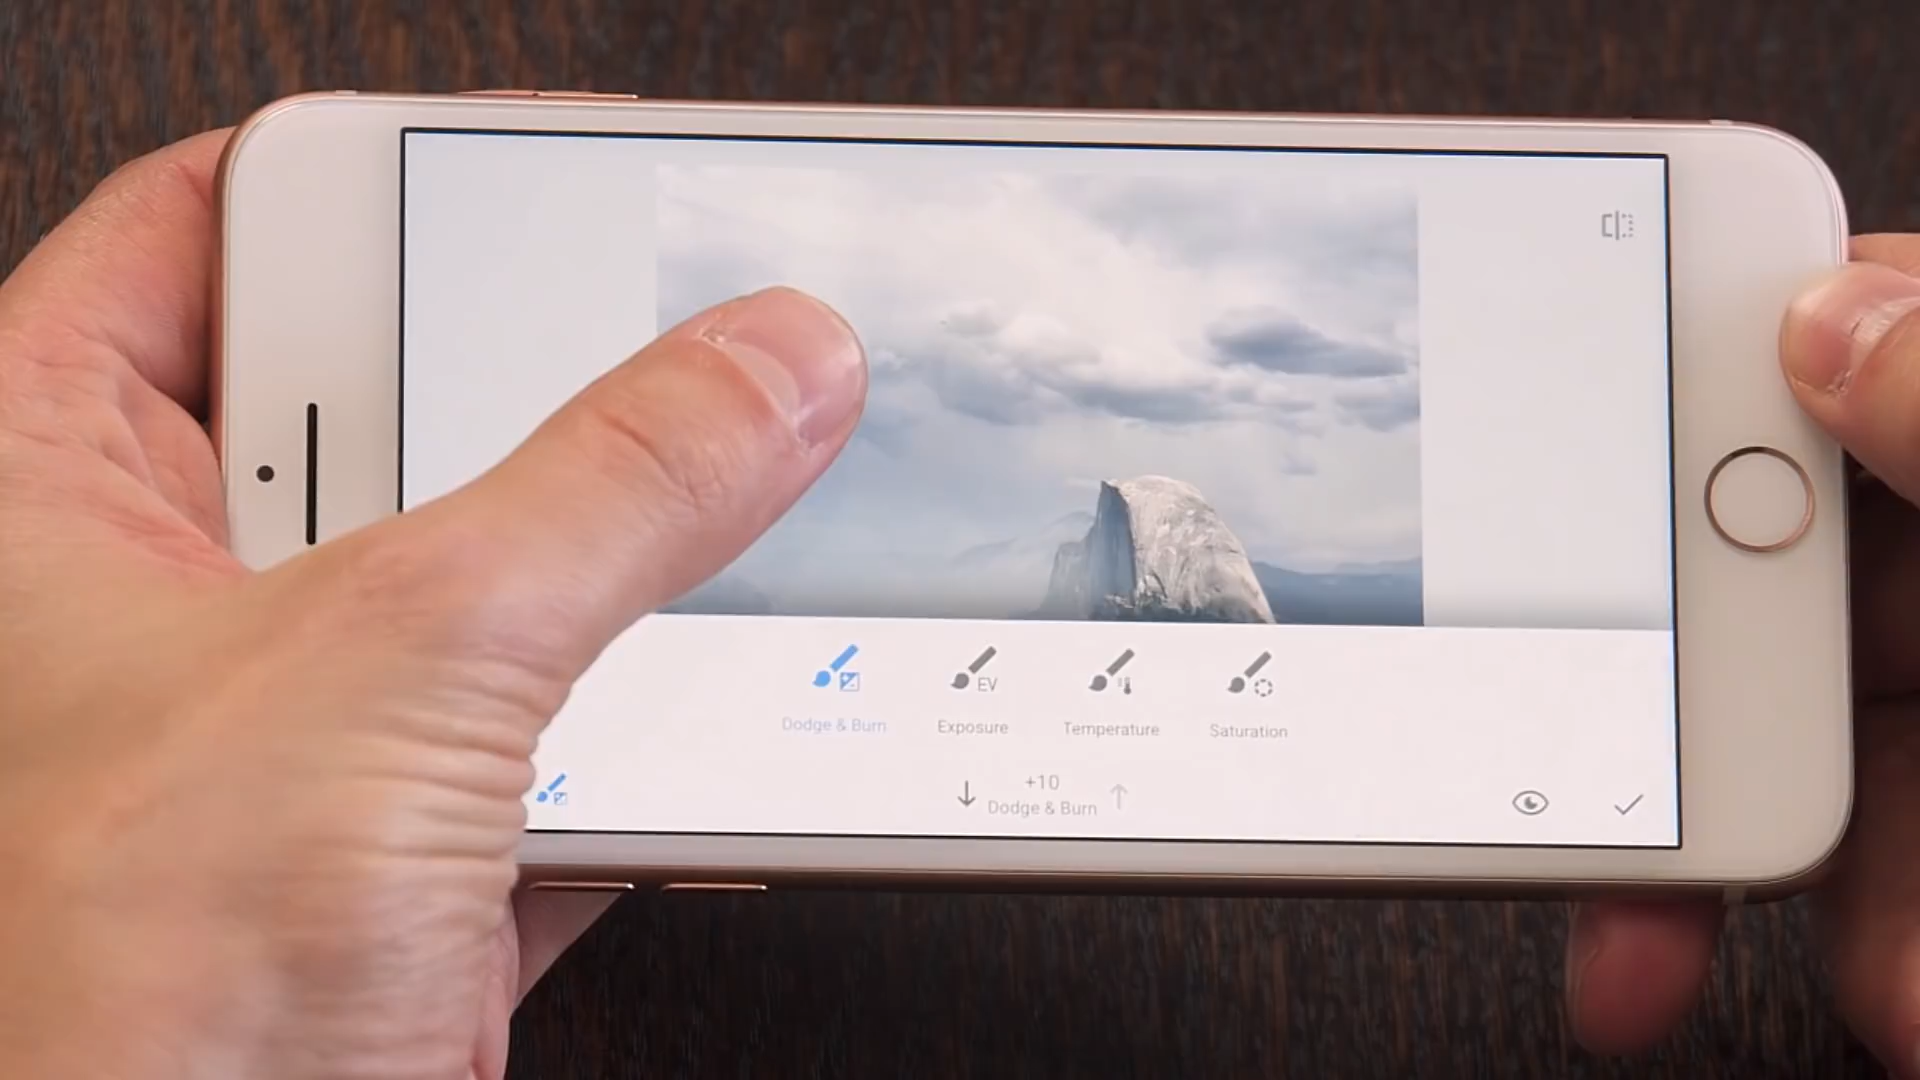 EV
Dodge & Burn
Exposure
Temperature
Saturation
+10
Dodge & Burn